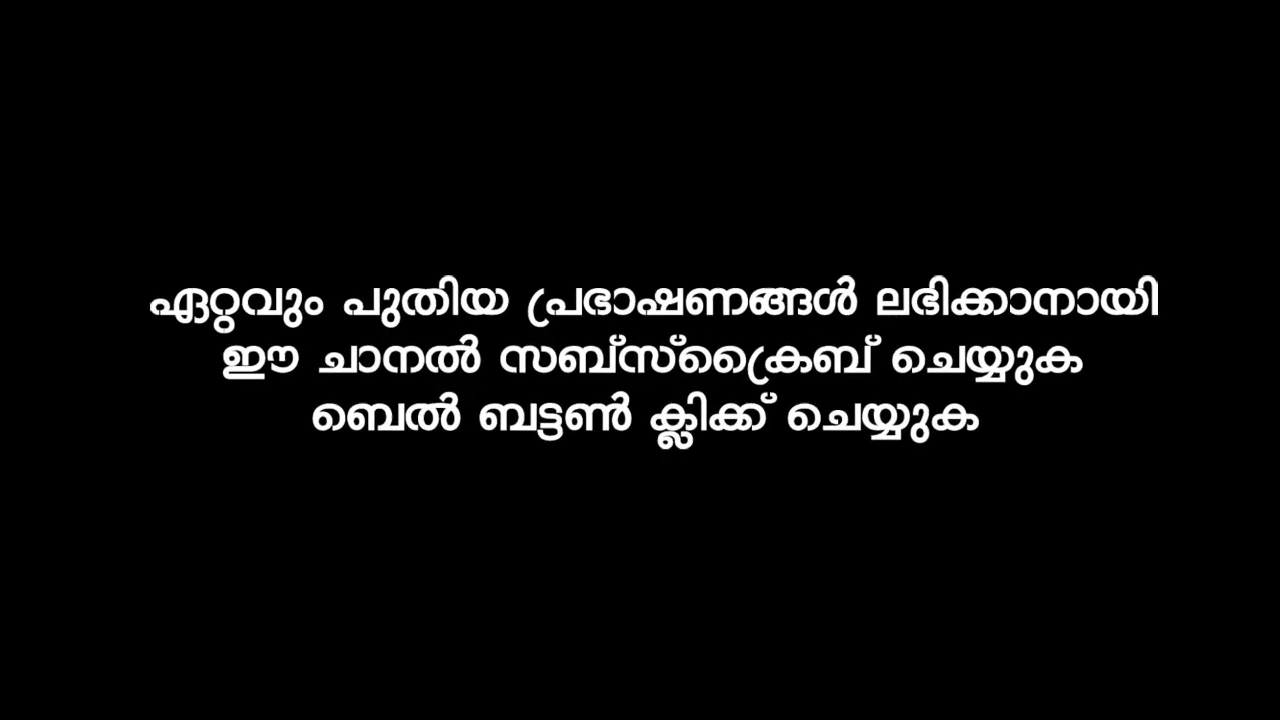 ഏറ്റവും പുതിയ പ്രഭാഷണങ്ങൾ ലഭിക്കാനായി
ഈ ചാനൽ സബ്സ്ക്രൈബ് ചെയ്യുക
ബെൽ ബട്ടൺ ക്ലിക്ക് ചെയ്യുക